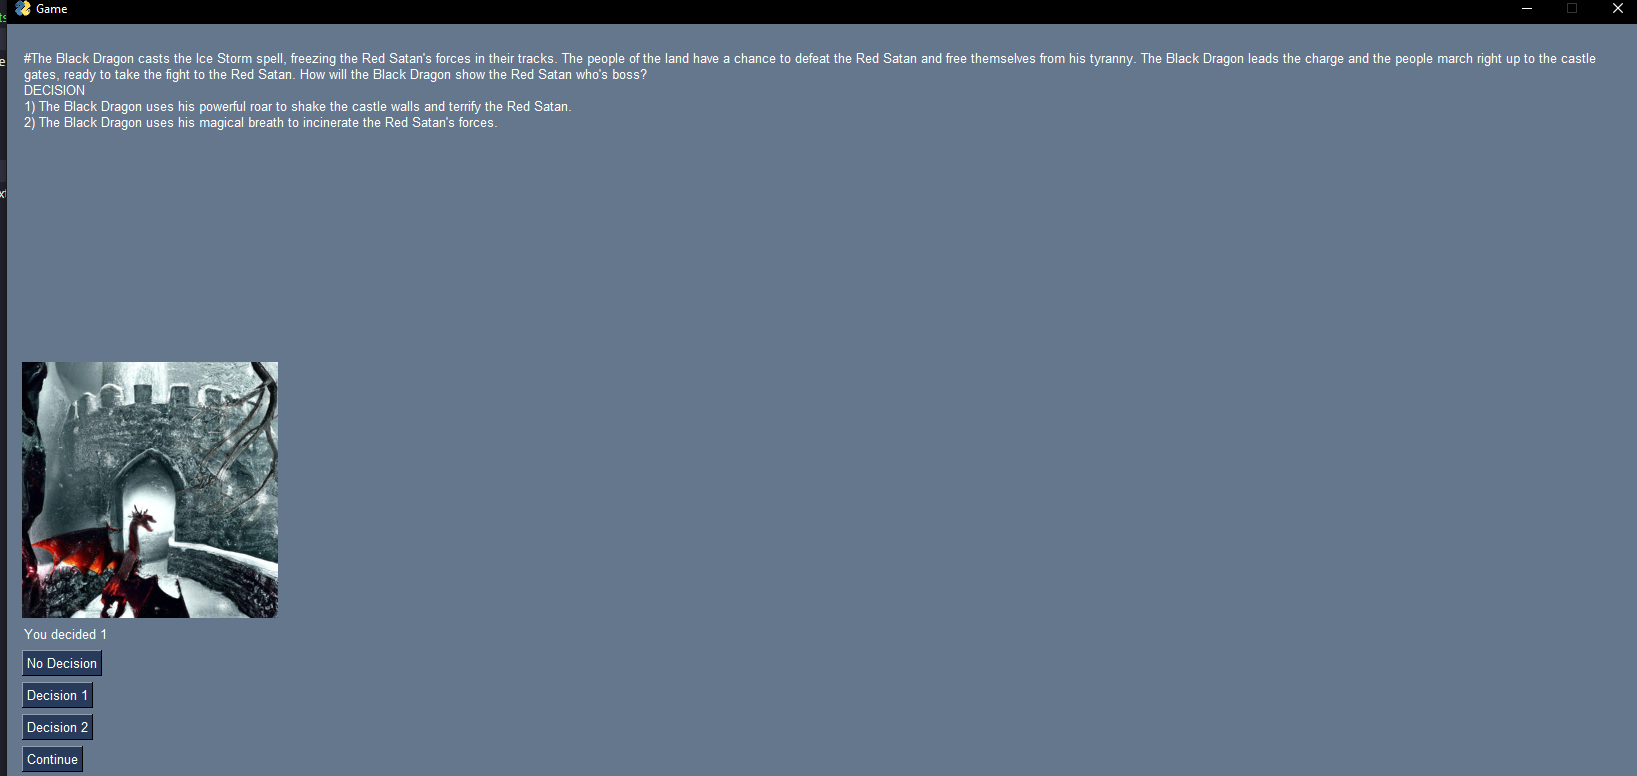 Game
#The Black Dragon casts the Ice Storm spell, freezing the Red Satan's forces in their tracks. The people of the land have a chance to defeat the Red Satan and free themselves from his tyranny. The Black Dragon leads the charge and the people march right up to the castle
gates, ready to take the fight to the Red Satan. How will the Black Dragon show the Red Satan who's boss?
DECISION
1) The Black Dragon uses his powerful roar to shake the castle walls and terrify the Red Satan.
2) The Black Dragon uses his magical breath to incinerate the Red Satan's forces.
You decided 1
No Decision
Decision 1
Decision 2
Continue